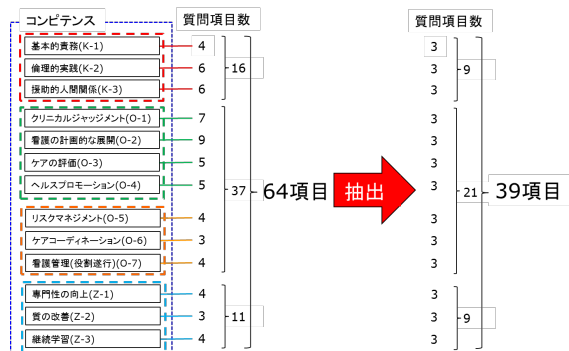 コンピテンス 質問項目数 質問項目数
基本的責務(K-1) 4 3
倫理的実践(K-2) 6 16 3 9
援助的人間関係(K-3) 6 3
クリニカルジャッジメント(O-1) 7 3
看護の計画的な展開(O-2) 9 3
ケアの評価(O-3) 5 3
ヘルスプロモーション(O-4) 5 37 64項目 抽出 3 21 39項目
リスクマネジメント(O-5) 4 3
ケアコーディネーション(O-6) 3 3
看護管理(役割遂行)(O-7) 4 3
専門性の向上(Z-1) 4 3
質の改善(Z-2) 3 11 3 9
継続学習(Z-3) 4 3